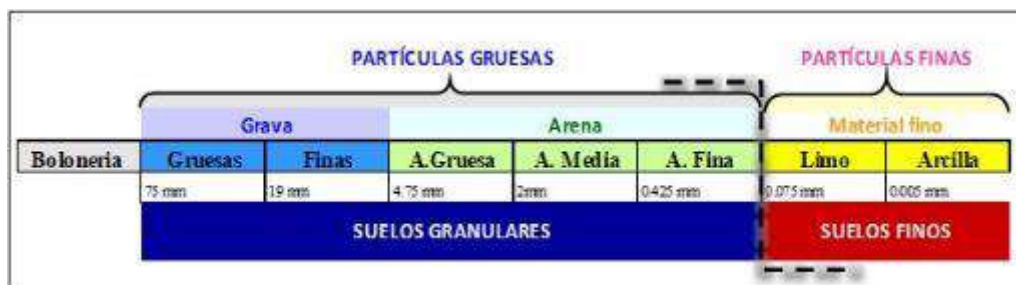 PARTÍCULAS GRUESAS PARTÍCULAS FINAS
Grava Arena Material fino
Boloneria Gruesas Finas A.Gruesa A. Media A. Fina Limo Arcilla
75 mm 19 mm 4.75 mm 2mm 0.425 mm 0.075 mm 0.005 mm
SUELOS GRANULARES SUELOS FINOS